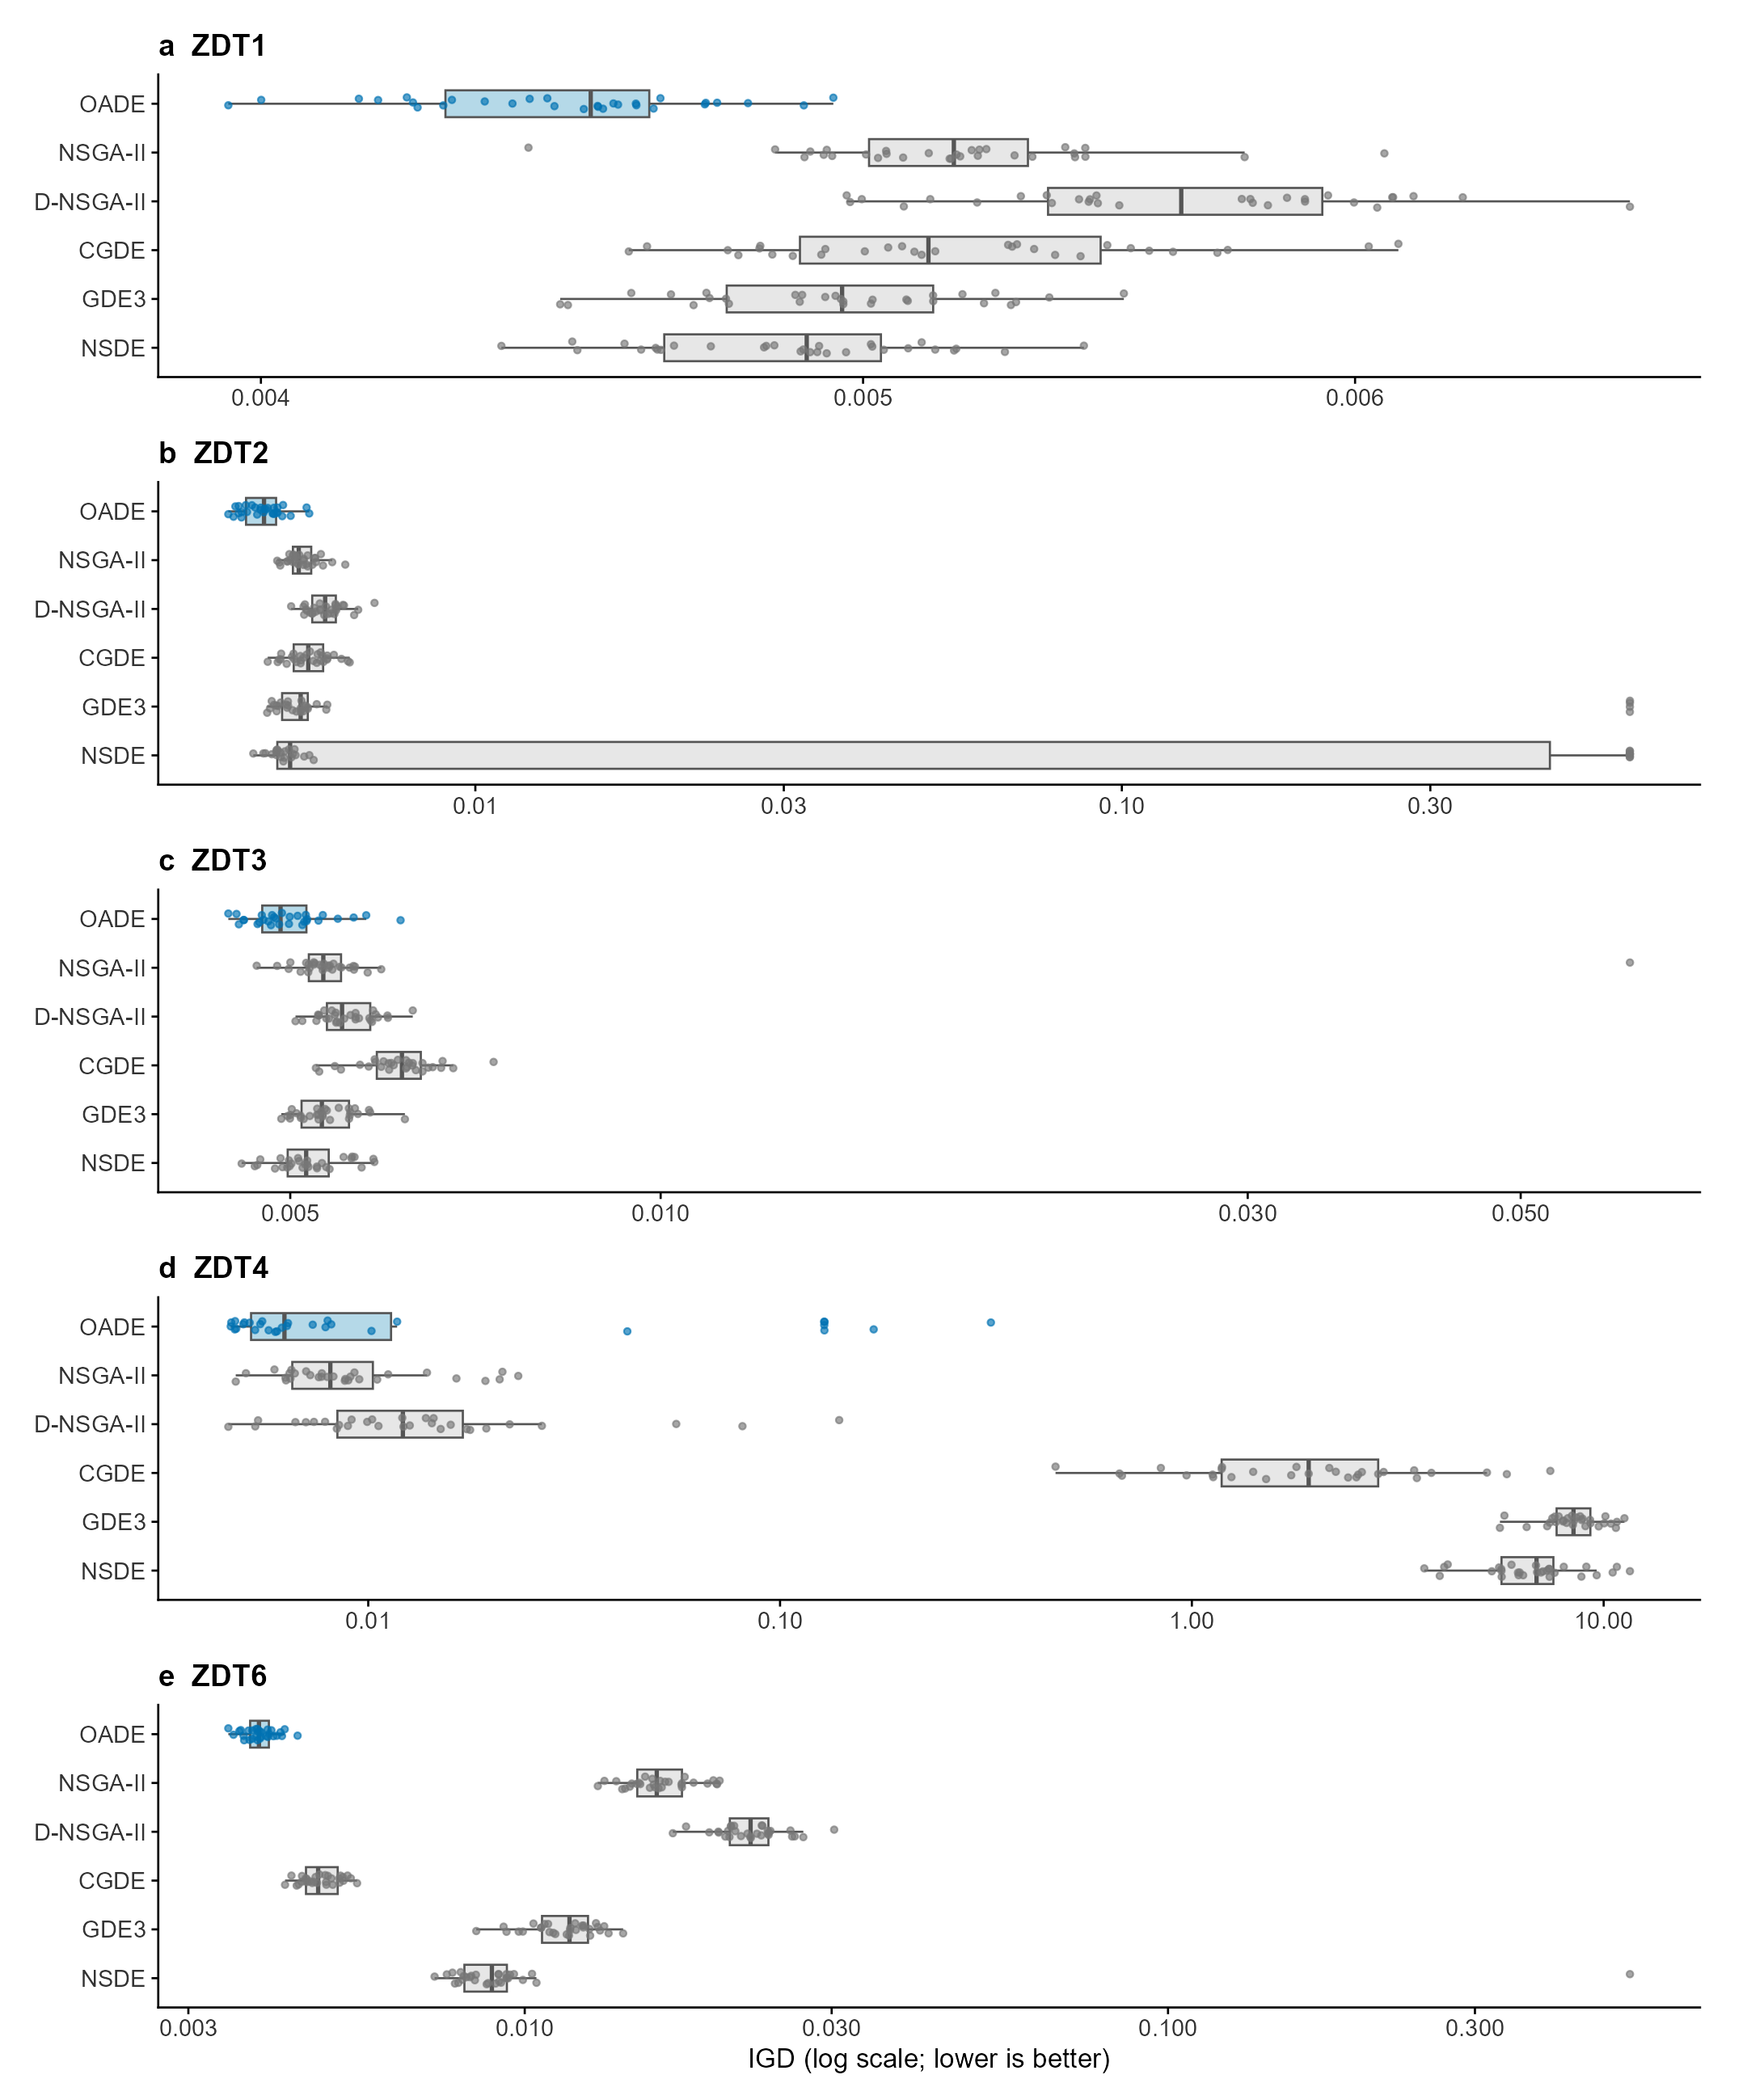 a ZDT1
OADE
NSGA-II
D-NSGA-II
CGDE
GDE3
NSDE
0.004 0.005 0.006
b ZDT2
OADE
NSGA-II
D-NSGA-II
CGDE
GDE3
NSDE
0.01 0.03 0.10 0.30
c ZDT3
OADE
NSGA-II
D-NSGA-II
CGDE
GDE3
NSDE
0.005 0.010 0.030 0.050
d ZDT4
OADE
NSGA-II
D-NSGA-II
CGDE
GDE3
NSDE
0.01 0.10 1.00 10.00
e ZDT6
OADE
NSGA-II
D-NSGA-II
CGDE
GDE3
NSDE
0.003 0.010 0.030 0.100 0.300
IGD (log scale; lower is better)